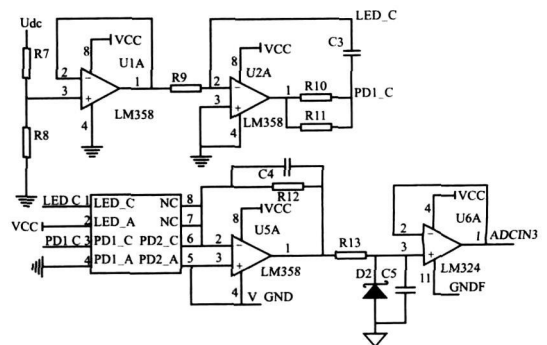 Udc
LED_C
R7
8
VCC
U1A
2
1
3
4
LM358
R8
R9
8
VCC
U2A
2
1
3
4
LM358
C3
R10
PD1_C
R11
LED C 1
VCC 2
PD1 C 3
4
LED_C
LED_A
PD1_C
PD1_A
NC
NC
PD2_C
PD2_A
8
7
6
5
C4
R12
8
VCC
U5A
2
1
3
4
LM358
V GND
R13
D2
C5
4
VCC
U6A
2
1
3
11
LM324
GNDF
ADCIN3